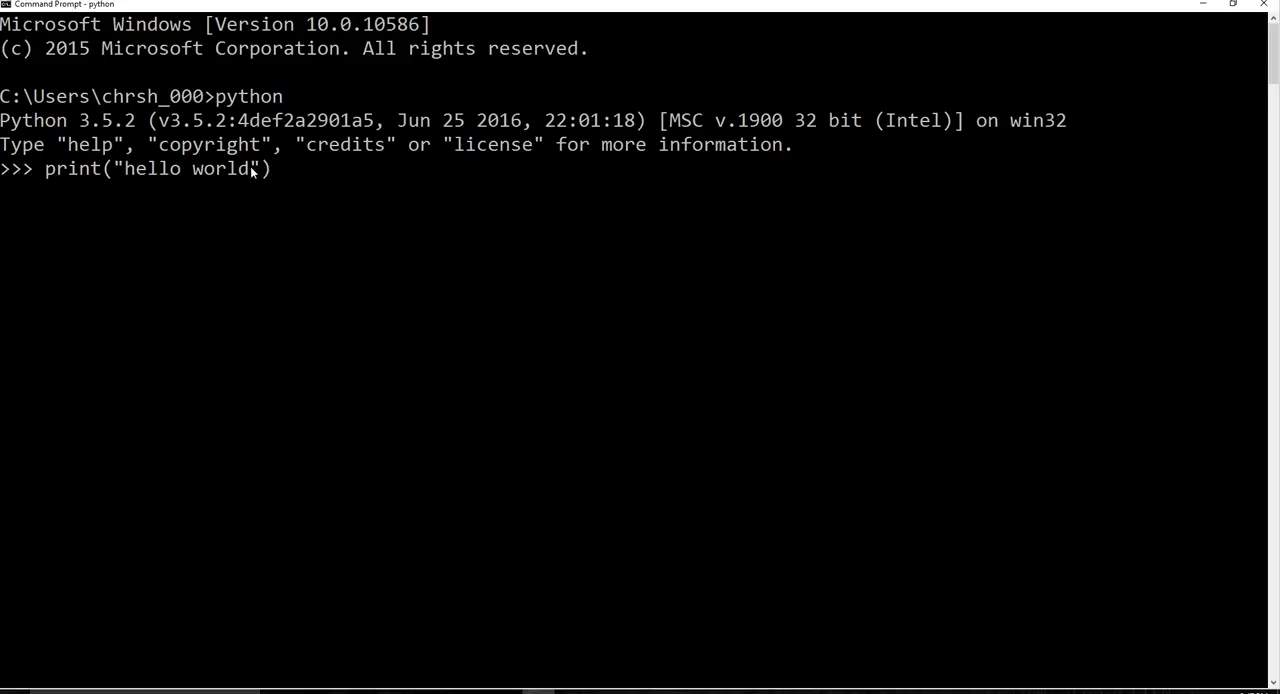 Command Prompt - python
Microsoft Windows [Version 10.0.10586]
(c) 2015 Microsoft Corporation. All rights reserved.
C:\Users\chrsh_000>python
Python 3.5.2 (v3.5.2:4def2a2901a5, Jun 25 2016, 22:01:18) [MSC v.1900 32 bit (Intel)] on win32
Type "help", "copyright", "credits" or "license" for more information.
>>> print("hello world")